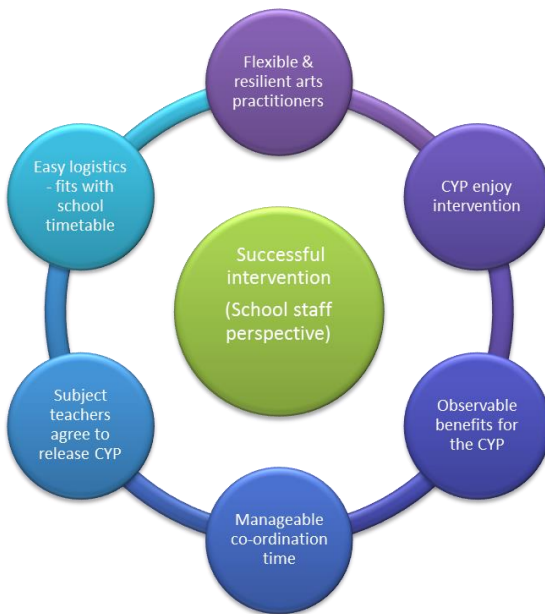 Flexible &
resilient arts
practitioners
CYP enjoy
intervention
Observable
benefits for
the CYP
Manageable
co-ordination
time
Subject
teachers
agree to
release CYP
Easy logistics
- fits with
school
timetable
Successful
intervention
(School staff
perspective)